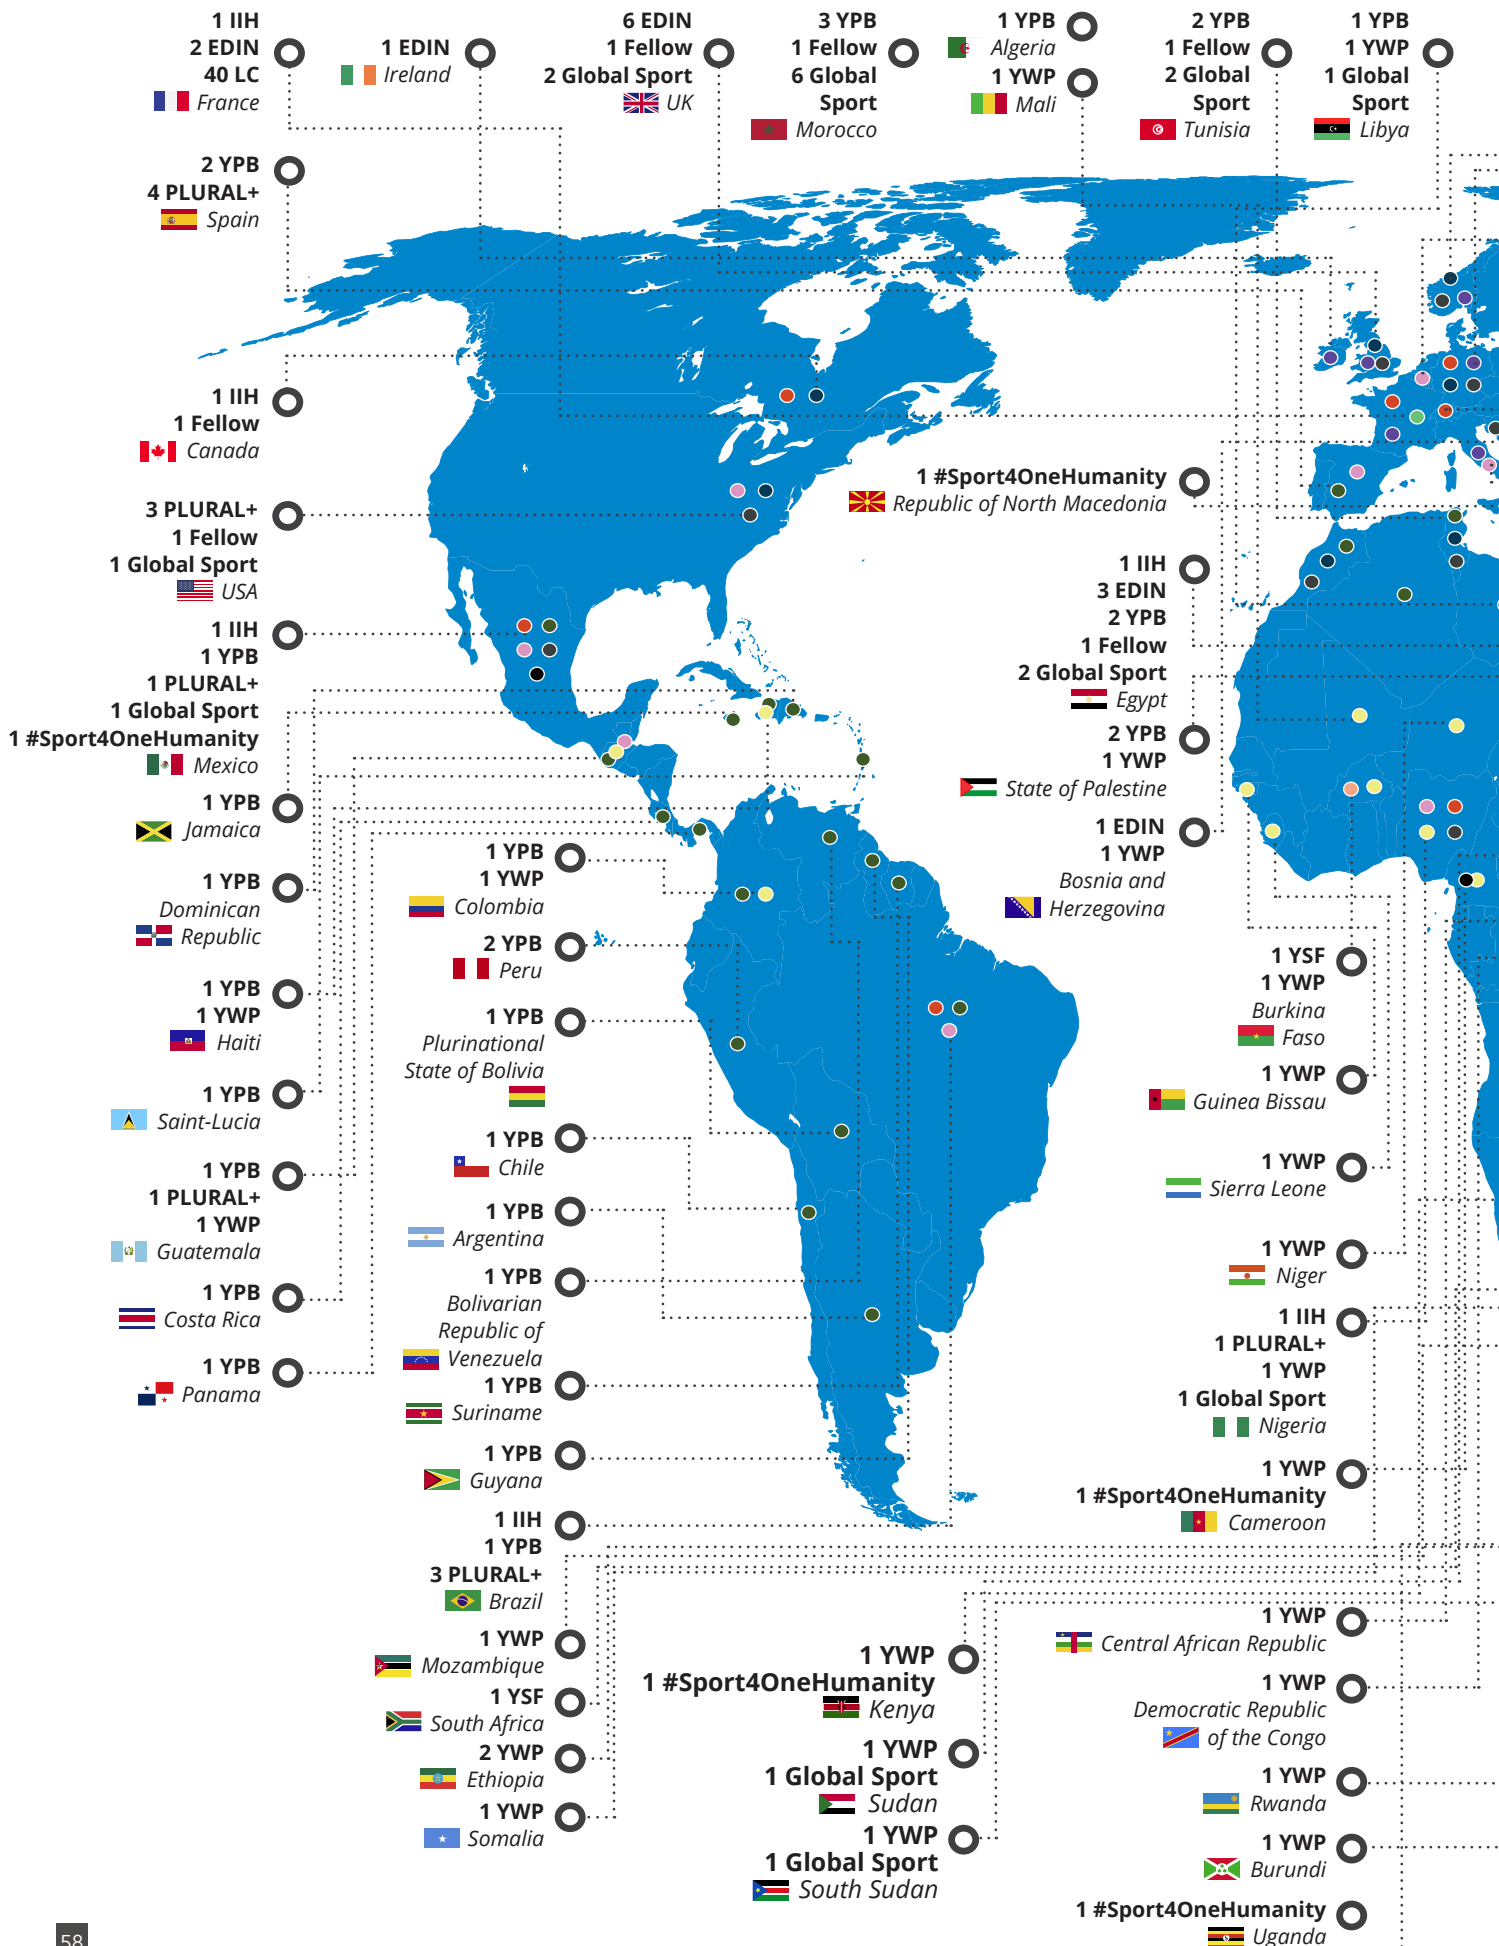 1 IIH
2 EDIN
40 LC
France
1 EDIN
Ireland
6 EDIN
1 Fellow
2 Global Sport
UK
3 YPB
1 Fellow
6 Global
Sport
Morocco
1 YPB
Algeria
1 YWP
Mali
2 YPB
1 Fellow
2 Global
Sport
Tunisia
1 YPB
1 YWP
1 Global
Sport
Libya
2 YPB
4 PLURAL+
Spain
1 IIH
1 Fellow
Canada
3 PLURAL+
1 Fellow
1 Global Sport
USA
1 IIH
1 YPB
1 PLURAL+
1 Global Sport
1 #Sport4OneHumanity
Mexico
1 YPB
Jamaica
1 YPB
Dominican
Republic
1 YPB
1 YWP
Haiti
1 YPB
Saint-Lucia
1 YPB
1 PLURAL+
1 YWP
Guatemala
1 YPB
Costa Rica
1 YPB
Panama
1 YPB
1 YWP
Colombia
2 YPB
Peru
1 YPB
Plurinational
State of Bolivia
1 YPB
Chile
1 YPB
Argentina
1 YPB
Bolivarian
Republic of
Venezuela
1 YPB
Suriname
1 YPB
Guyana
1 IIH
1 YPB
3 PLURAL+
Brazil
1 YWP
Mozambique
1 YSF
South Africa
2 YWP
Ethiopia
1 YWP
Somalia
1 YWP
1 #Sport4OneHumanity
Kenya
1 YWP
1 Global Sport
Sudan
1 YWP
1 Global Sport
South Sudan
1 #Sport4OneHumanity
Republic of North Macedonia
1 IIH
3 EDIN
2 YPB
1 Fellow
2 Global Sport
Egypt
2 YPB
1 YWP
State of Palestine
1 EDIN
1 YWP
Bosnia and
Herzegovina
1 YSF
1 YWP
Burkina
Faso
1 YWP
Guinea Bissau
1 YWP
Sierra Leone
1 YWP
Niger
1 IIH
1 PLURAL+
1 YWP
1 Global Sport
Nigeria
1 YWP
1 #Sport4OneHumanity
Cameroon
1 YWP
Central African Republic
1 YWP
Democratic Republic
of the Congo
1 YWP
Rwanda
1 YWP
Burundi
1 #Sport4OneHumanity
Uganda
58